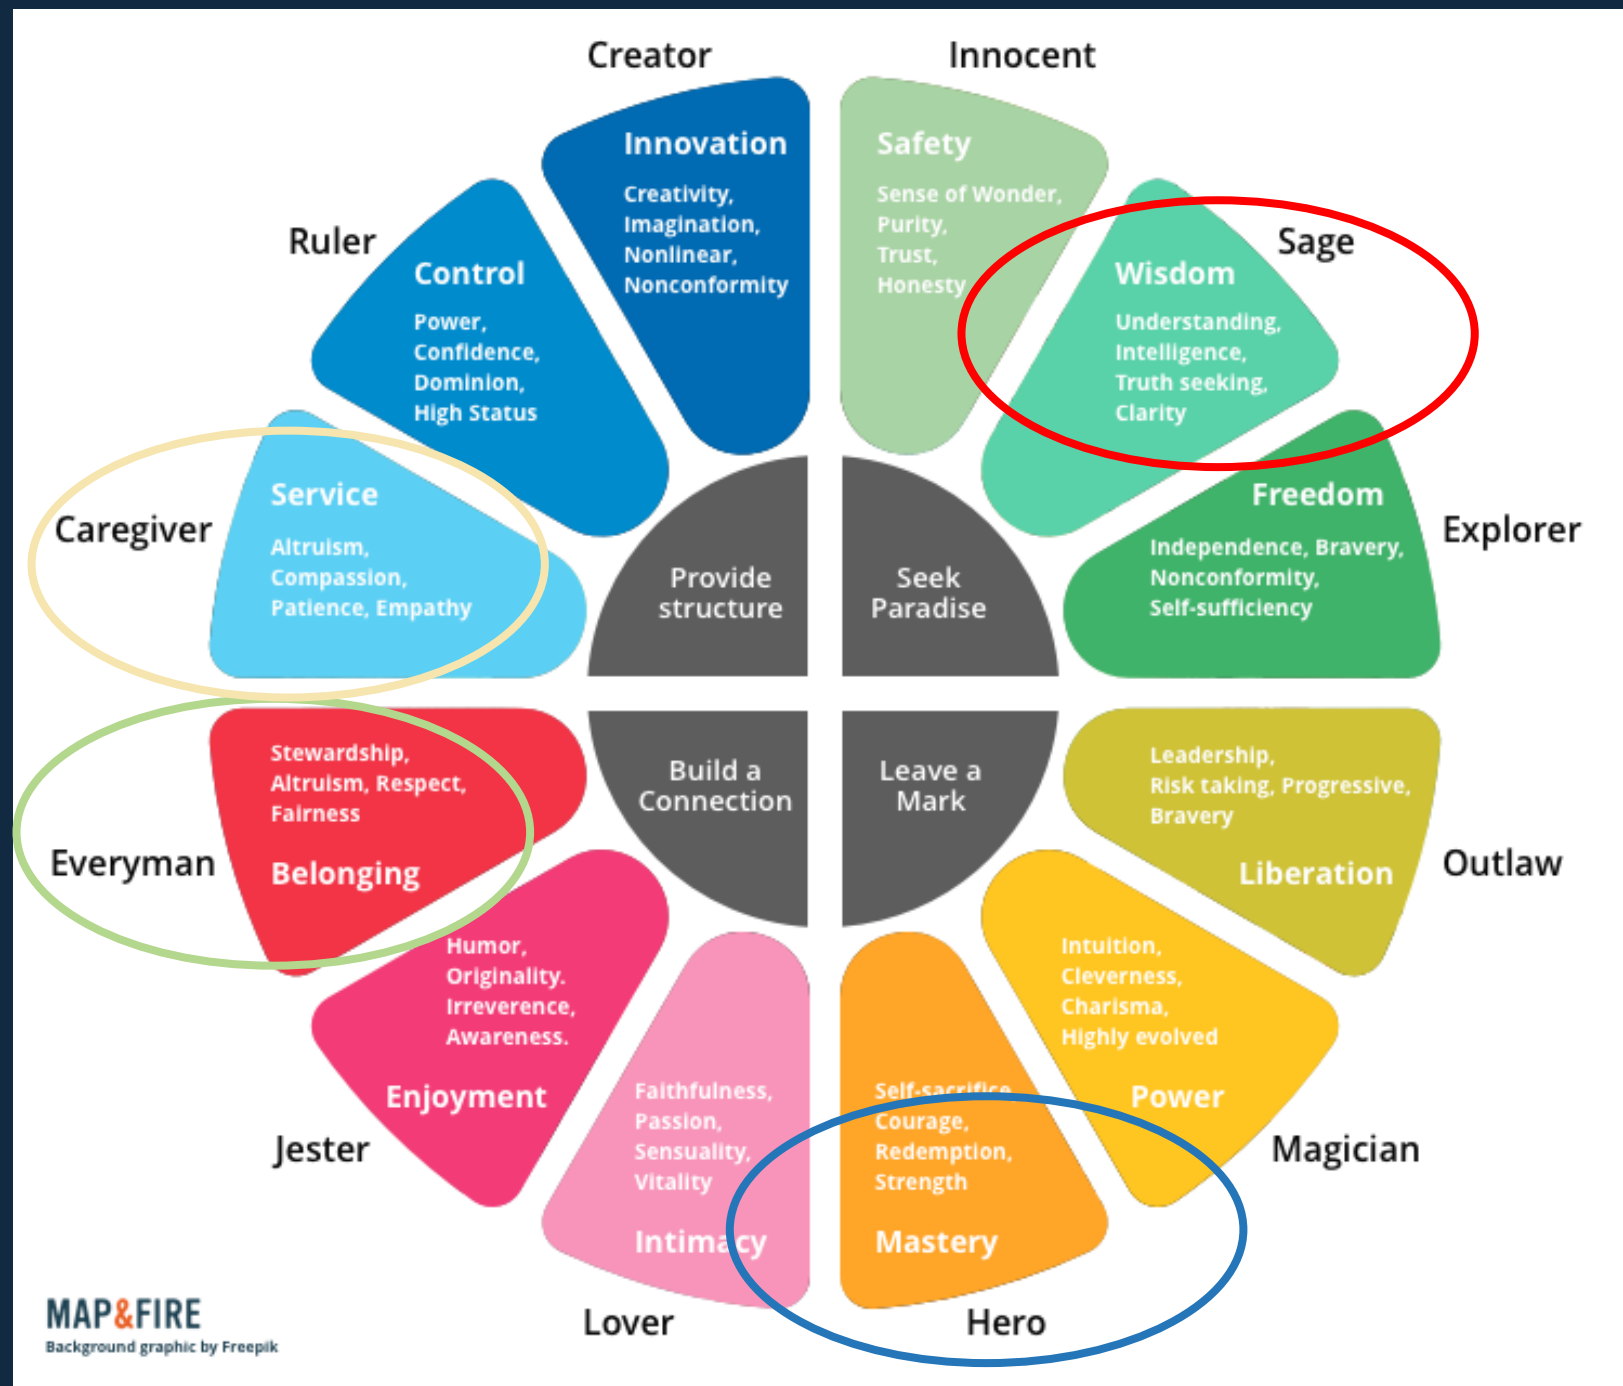 Creator
Innocent
Innovation
Creativity,
Imagination,
Nonlinear,
Nonconformity
Safety
Sense of Wonder,
Purity,
Trust,
Honesty
Ruler
Control
Power,
Confidence,
Dominion,
High Status
Sage
Wisdom
Understanding,
Intelligence,
Truth seeking,
Clarity
Caregiver
Service
Altruism,
Compassion,
Patience, Empathy
Explorer
Freedom
Independence, Bravery,
Nonconformity,
Self-sufficiency
Provide
structure
Seek
Paradise
Build a
Connection
Leave a
Mark
Everyman
Stewardship,
Altruism, Respect,
Fairness
Belonging
Outlaw
Leadership,
Risk taking, Progressive,
Bravery
Liberation
Jester
Humor,
Originality.
Irreverence,
Awareness.
Enjoyment
Magician
Intuition,
Cleverness,
Charisma,
Highly evolved
Power
Lover
Faithfulness,
Passion,
Sensuality,
Vitality
Intimacy
Hero
Self-sacrifice
Courage,
Redemption,
Strength
Mastery
MAP&FIRE
Background graphic by Freepik